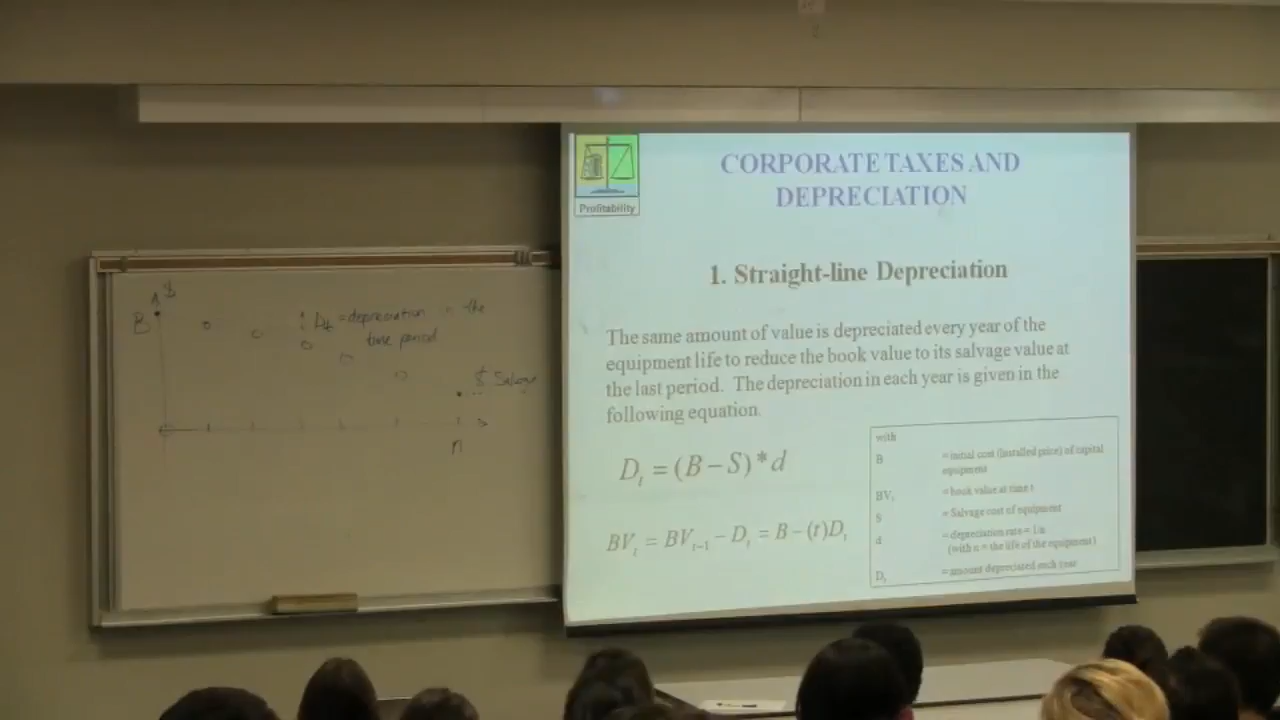 $
B
D_t = depreciation in the
time period
$ Salvage
n
Profitability
CORPORATE TAXES AND
DEPRECIATION
1. Straight-line Depreciation
The same amount of value is depreciated every year of the
equipment life to reduce the book value to its salvage value at
the last period. The depreciation in each year is given in the
following equation.
D_t = (B − S) * d
BV_t = BV_{t−1} − D_t = B − (t)D_t
with
B = initial cost (installed price) of capital
equipment
BV_t = book value at time t
S = Salvage cost of equipment
d = depreciation rate = 1/n
(with n = the life of the equipment)
D_t = amount depreciated each year